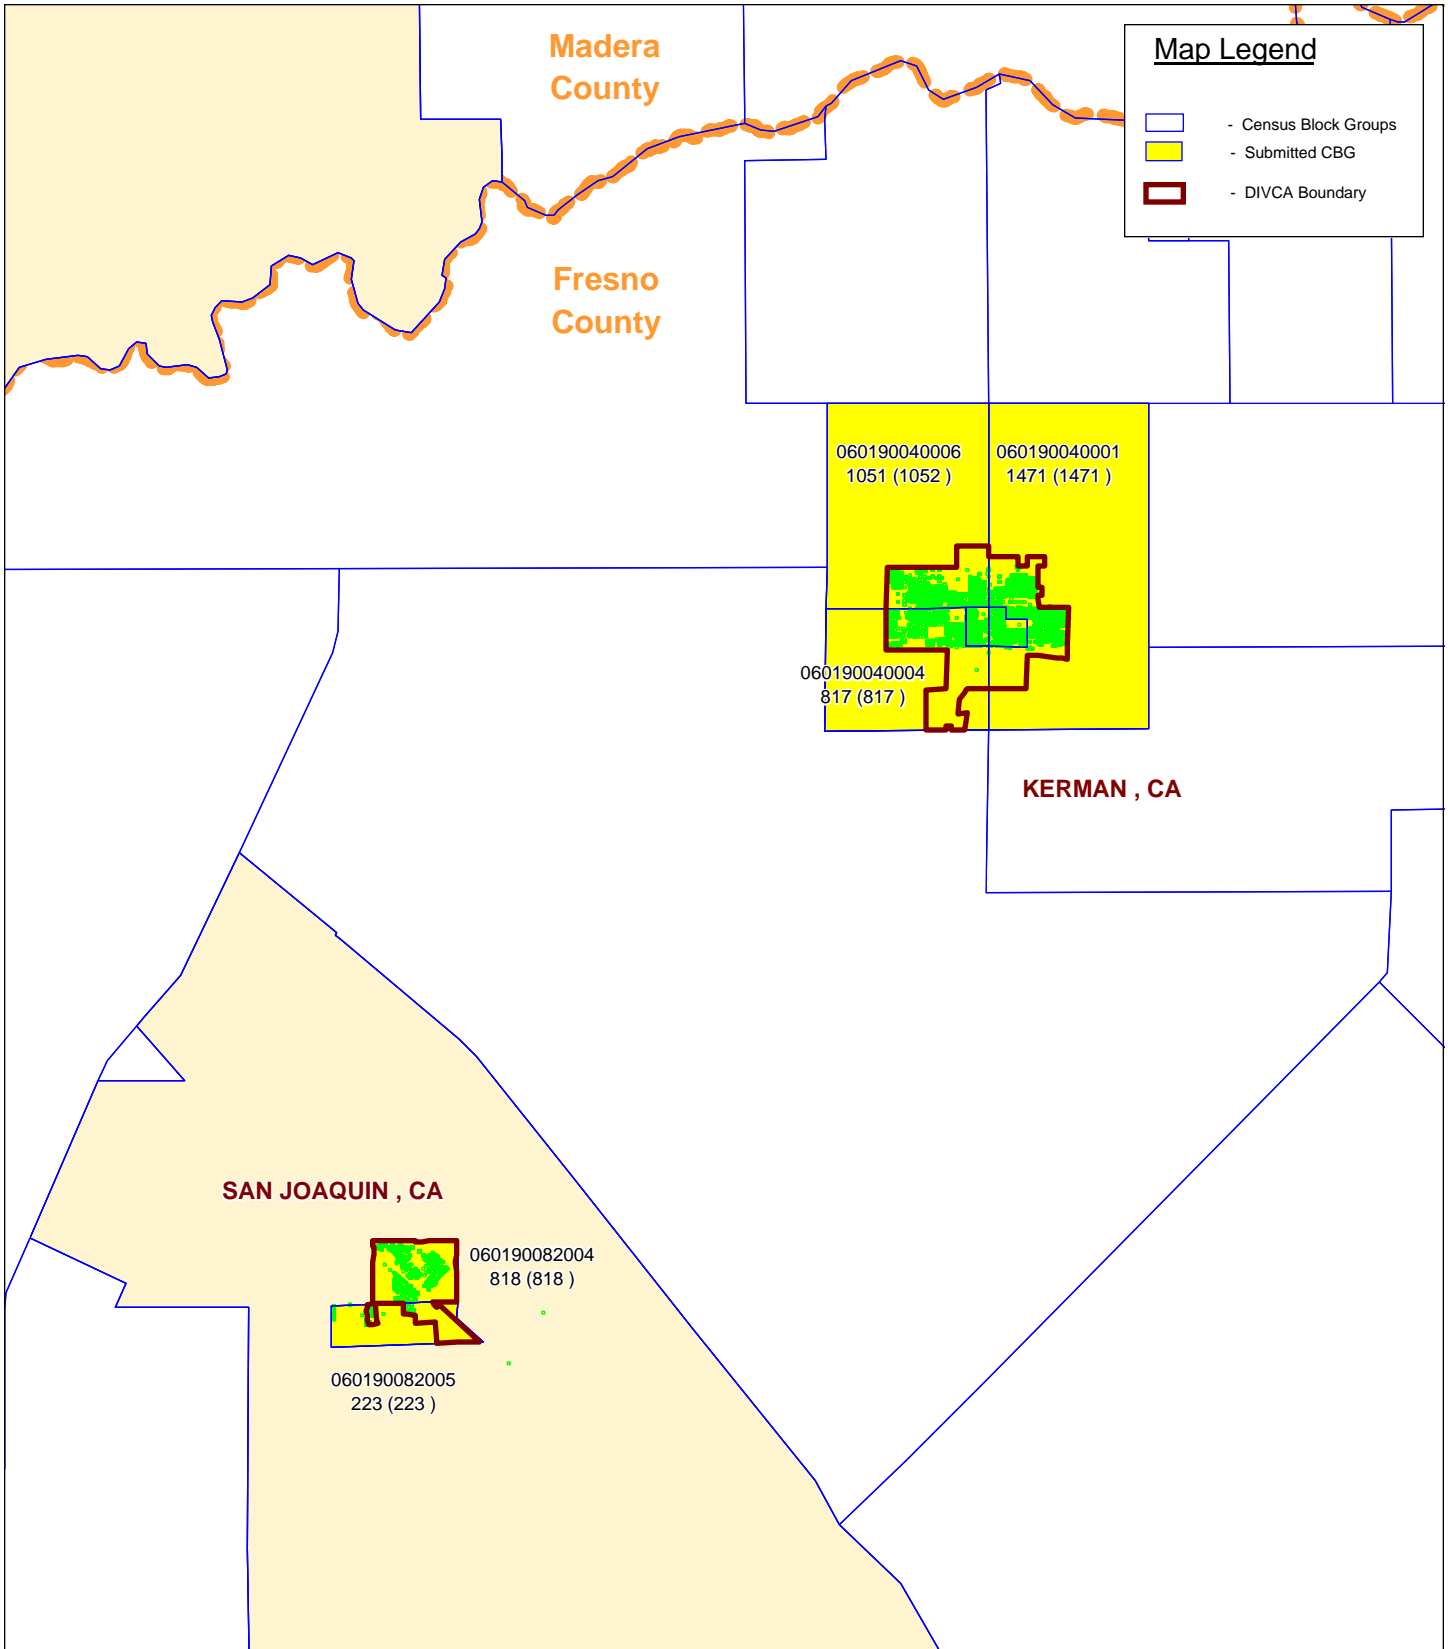 Madera
County
Map Legend
- Census Block Groups
- Submitted CBG
- DIVCA Boundary
Fresno
County
060190040006
1051 (1052 )
060190040001
1471 (1471 )
060190040004
817 (817 )
KERMAN , CA
SAN JOAQUIN , CA
060190082004
818 (818 )
060190082005
223 (223 )